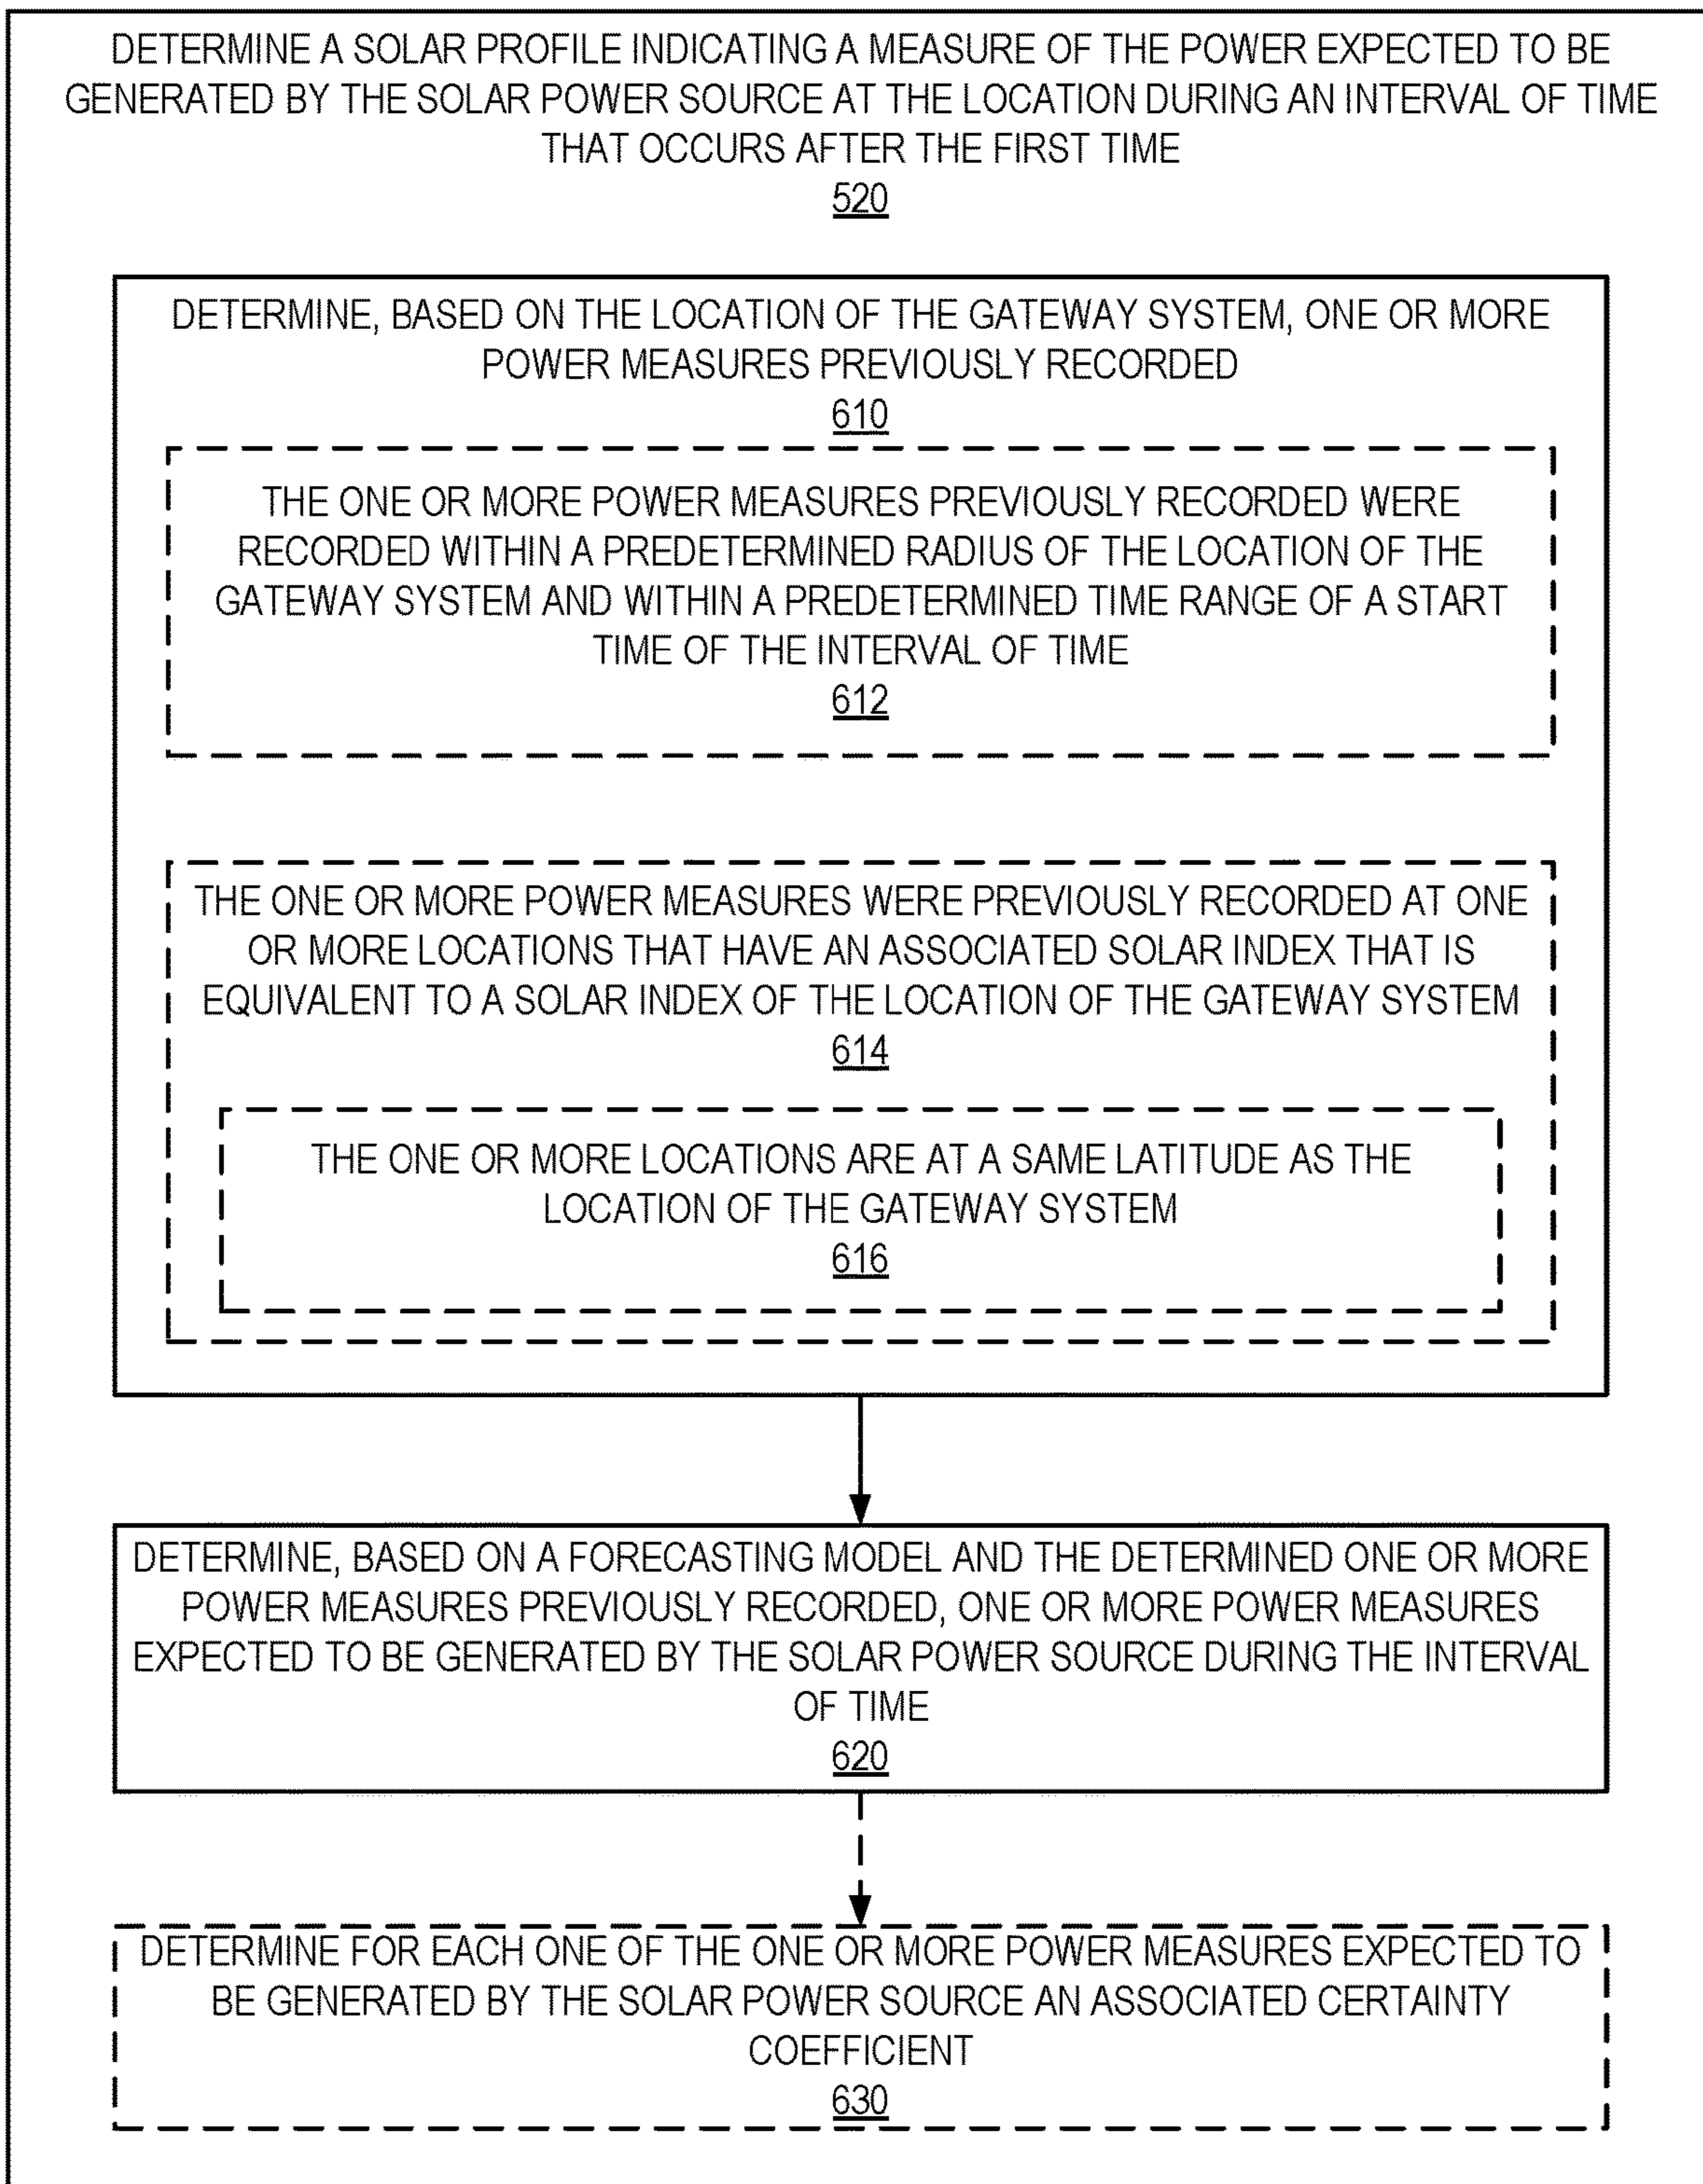 DETERMINE A SOLAR PROFILE INDICATING A MEASURE OF THE POWER EXPECTED TO BE
GENERATED BY THE SOLAR POWER SOURCE AT THE LOCATION DURING AN INTERVAL OF TIME
THAT OCCURS AFTER THE FIRST TIME
520
DETERMINE, BASED ON THE LOCATION OF THE GATEWAY SYSTEM, ONE OR MORE
POWER MEASURES PREVIOUSLY RECORDED
610
THE ONE OR MORE POWER MEASURES PREVIOUSLY RECORDED WERE
RECORDED WITHIN A PREDETERMINED RADIUS OF THE LOCATION OF THE
GATEWAY SYSTEM AND WITHIN A PREDETERMINED TIME RANGE OF A START
TIME OF THE INTERVAL OF TIME
612
THE ONE OR MORE POWER MEASURES WERE PREVIOUSLY RECORDED AT ONE
OR MORE LOCATIONS THAT HAVE AN ASSOCIATED SOLAR INDEX THAT IS
EQUIVALENT TO A SOLAR INDEX OF THE LOCATION OF THE GATEWAY SYSTEM
614
THE ONE OR MORE LOCATIONS ARE AT A SAME LATITUDE AS THE
LOCATION OF THE GATEWAY SYSTEM
616
DETERMINE, BASED ON A FORECASTING MODEL AND THE DETERMINED ONE OR MORE
POWER MEASURES PREVIOUSLY RECORDED, ONE OR MORE POWER MEASURES
EXPECTED TO BE GENERATED BY THE SOLAR POWER SOURCE DURING THE INTERVAL
OF TIME
620
DETERMINE FOR EACH ONE OF THE ONE OR MORE POWER MEASURES EXPECTED TO
BE GENERATED BY THE SOLAR POWER SOURCE AN ASSOCIATED CERTAINTY
COEFFICIENT
630